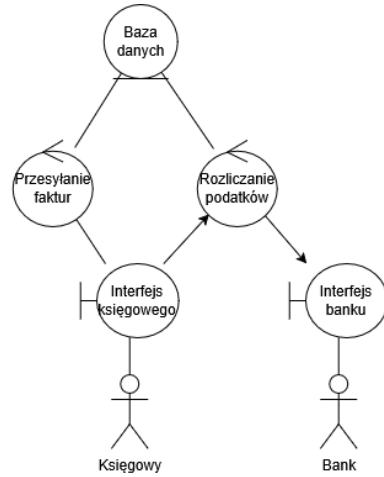 Baza
danych
Przesyłanie
faktur
Rozliczanie
podatków
Interfejs
księgowego
Interfejs
banku
Księgowy
Bank